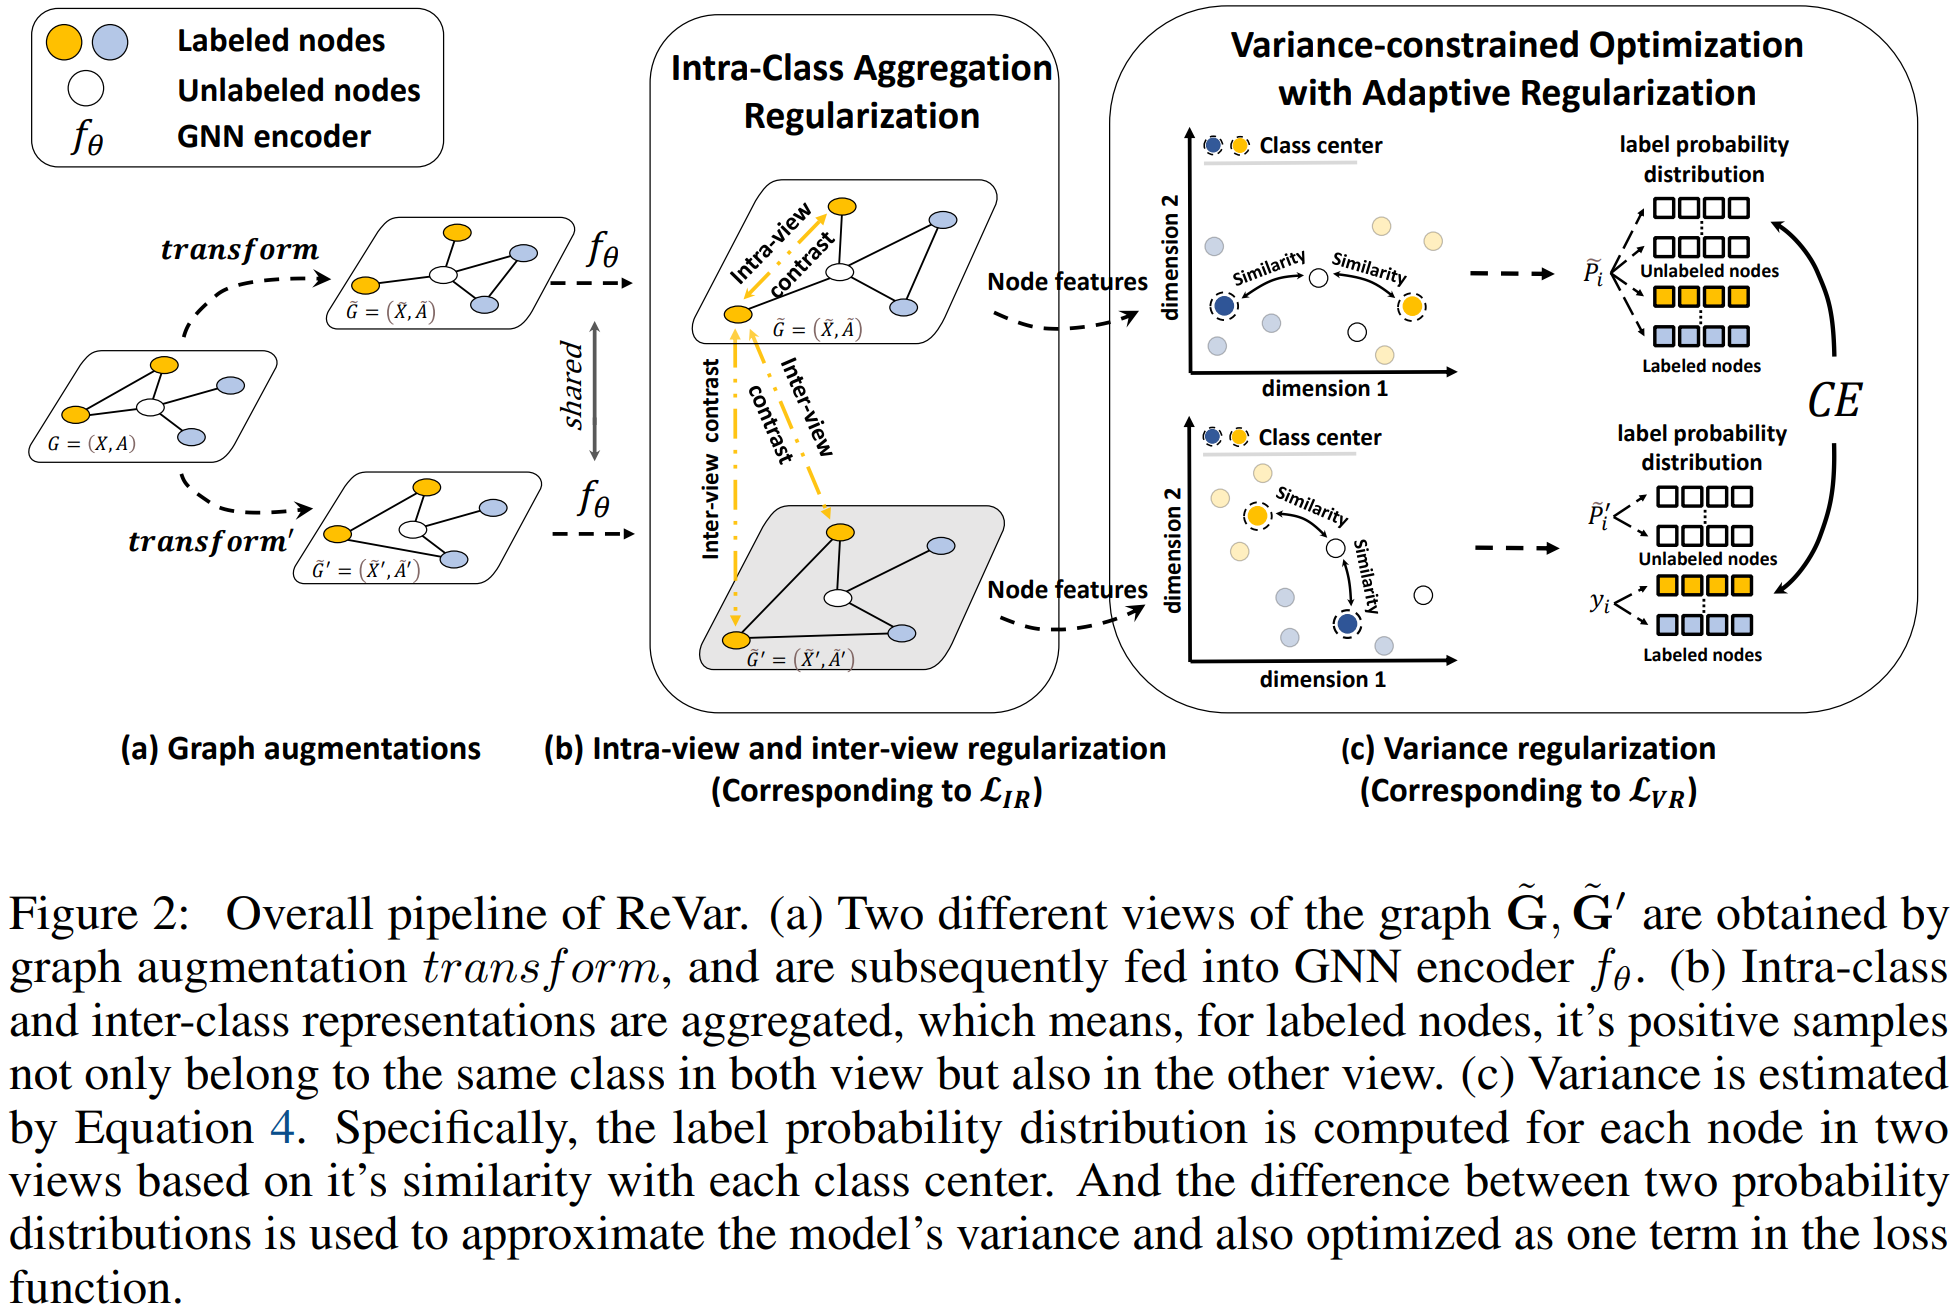 Labeled nodes
Unlabeled nodes
f_θ GNN encoder
transform
G̃ = (X̃, Ã)
f_θ
G = (X, A)
shared
transform′
G̃′ = (X̃′, Ã′)
f_θ
(a) Graph augmentations
Intra-Class Aggregation
Regularization
Intra-view
contrast
G̃ = (X̃, Ã)
Inter-view contrast
Inter-view
contrast
G̃′ = (X̃′, Ã′)
Node features
Node features
(b) Intra-view and inter-view regularization
(Corresponding to ℒ_IR)
Variance-constrained Optimization
with Adaptive Regularization
Class center
dimension 2
Similarity
Similarity
dimension 1
label probability
distribution
P̃_i
Unlabeled nodes
Labeled nodes
CE
Class center
dimension 2
Similarity
Similarity
dimension 1
label probability
distribution
P̃′_i
Unlabeled nodes
y_i
Labeled nodes
(c) Variance regularization
(Corresponding to ℒ_VR)
Figure 2: Overall pipeline of ReVar. (a) Two different views of the graph G̃, G̃′ are obtained by
graph augmentation transform, and are subsequently fed into GNN encoder f_θ. (b) Intra-class
and inter-class representations are aggregated, which means, for labeled nodes, it's positive samples
not only belong to the same class in both view but also in the other view. (c) Variance is estimated
by Equation 4. Specifically, the label probability distribution is computed for each node in two
views based on it's similarity with each class center. And the difference between two probability
distributions is used to approximate the model's variance and also optimized as one term in the loss
function.